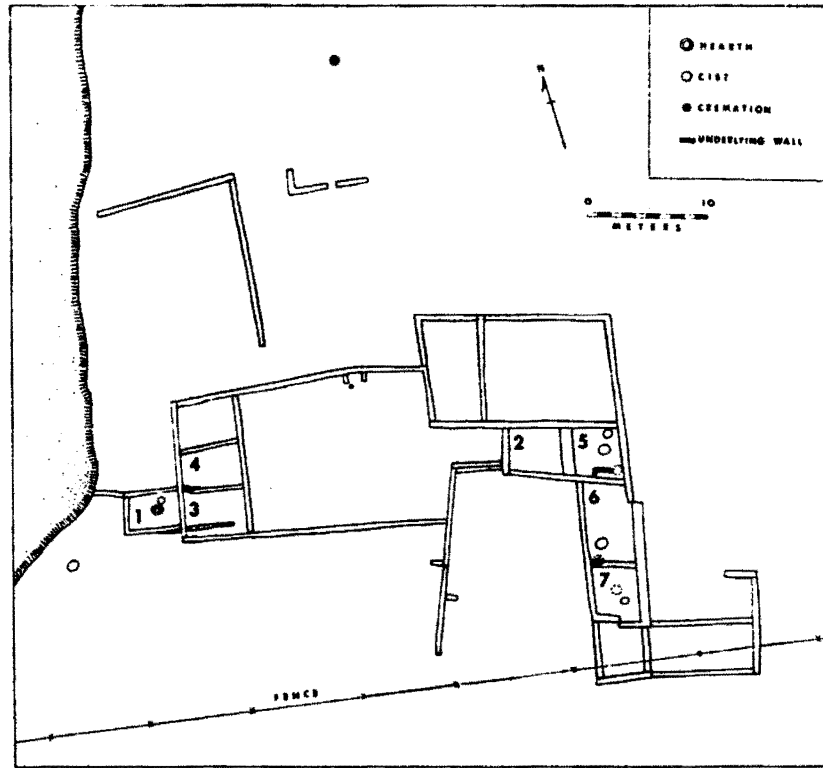 HEARTH
CIST
CREMATION
UNDERLYING WALL
N
0 10
METERS
2 5
4 6
1 3
7
FENCE